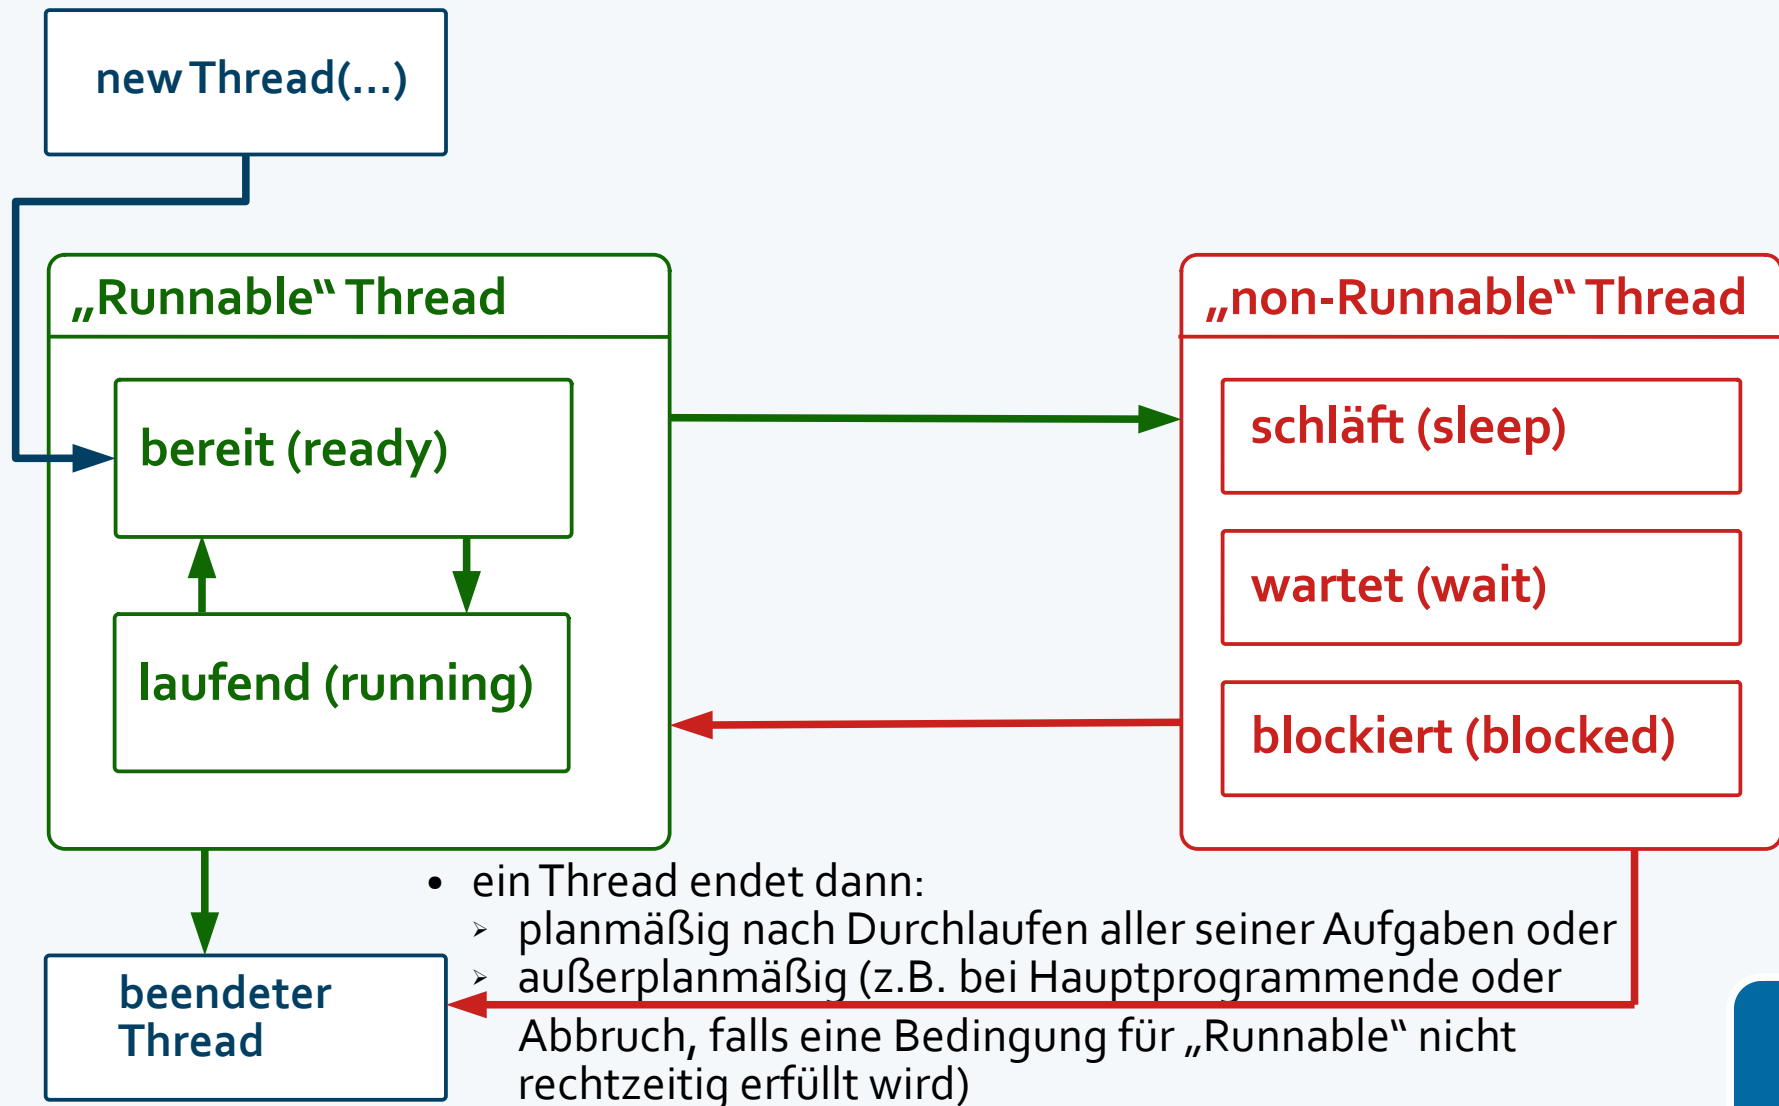 new Thread(...)
„Runnable“ Thread
bereit (ready)
laufend (running)
„non-Runnable“ Thread
schläft (sleep)
wartet (wait)
blockiert (blocked)
• ein Thread endet dann:
➢ planmäßig nach Durchlaufen aller seiner Aufgaben oder
➢ außerplanmäßig (z.B. bei Hauptprogrammende oder
Abbruch, falls eine Bedingung für „Runnable“ nicht
rechtzeitig erfüllt wird)
beendeter
Thread